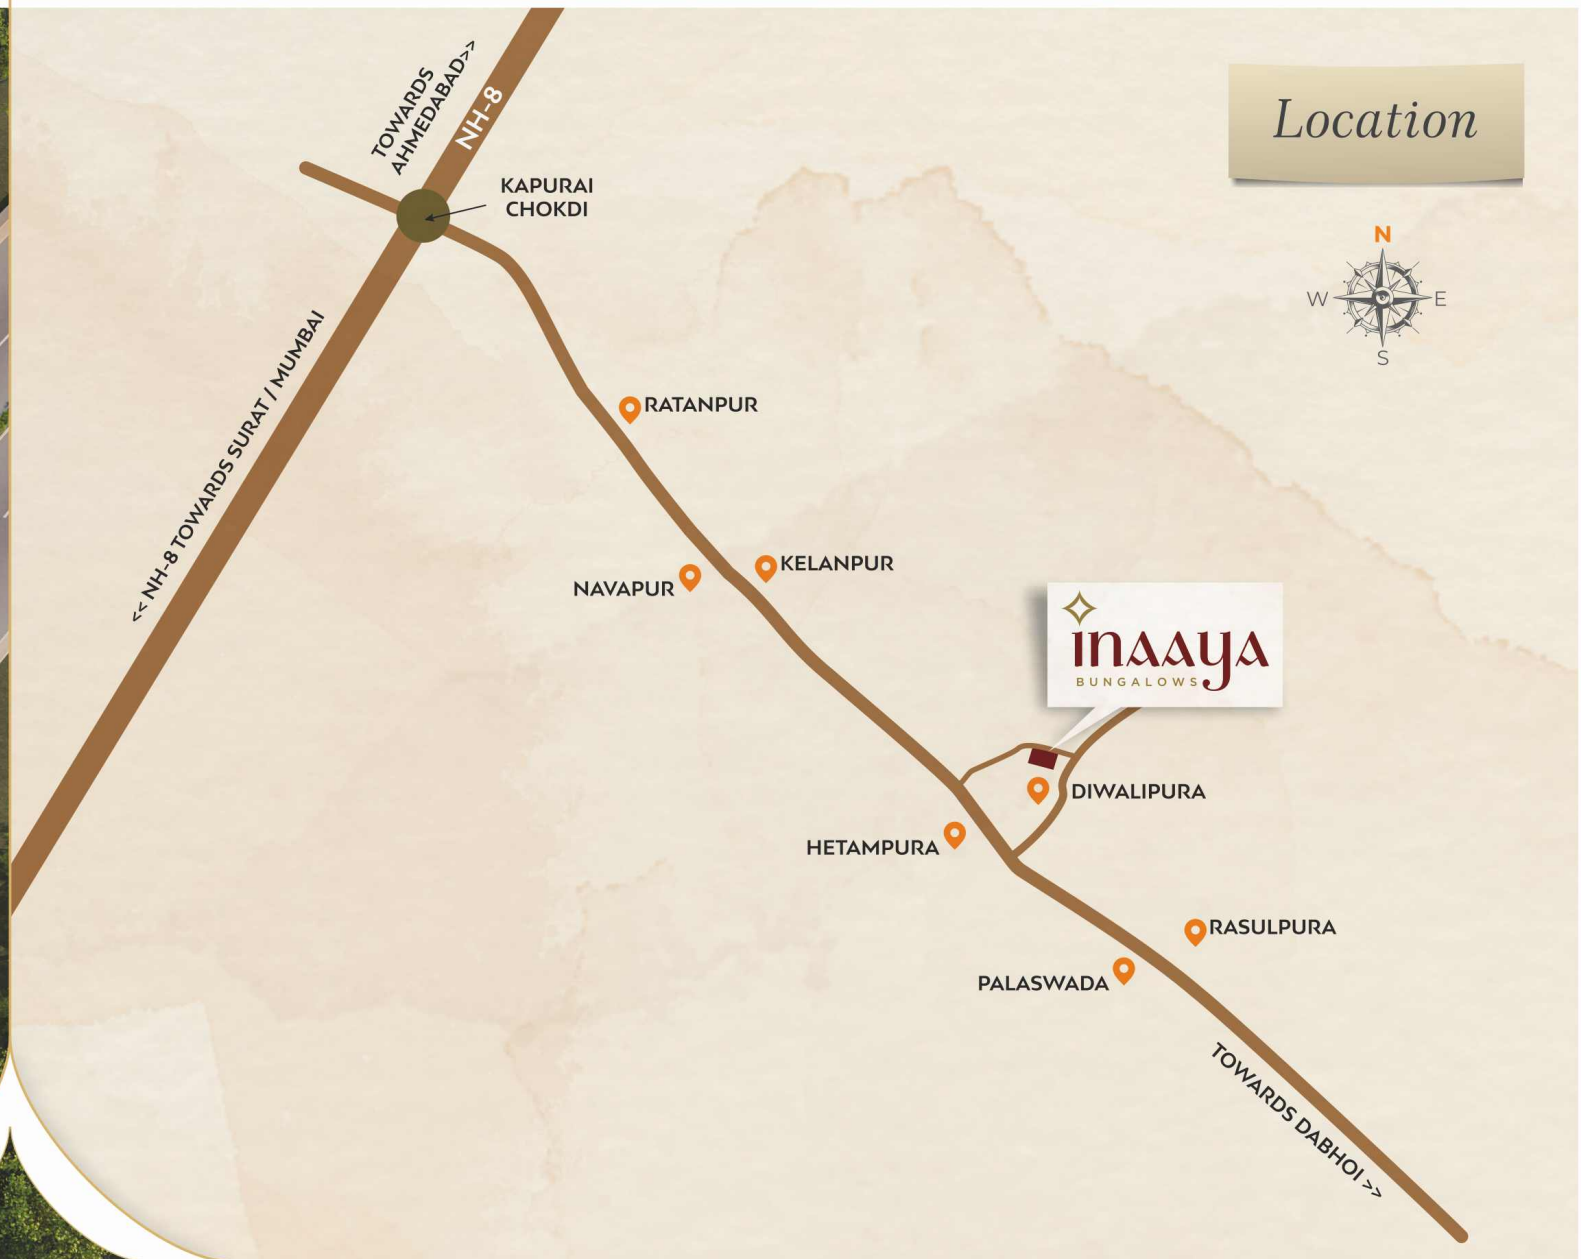 TOWARDS
AHMEDABAD>>
NH-8
Location
KAPURAI
CHOKDI
N
W
E
S
<< NH-8 TOWARDS SURAT / MUMBAI
RATANPUR
KELANPUR
NAVAPUR
inaaya
BUNGALOWS
DIWALIPURA
HETAMPURA
RASULPURA
PALASWADA
TOWARDS DABHOI >>